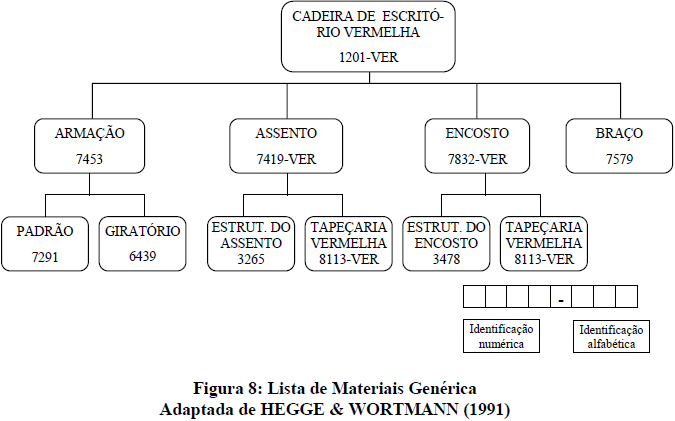 CADEIRA DE ESCRITÓ-
RIO VERMELHA
1201-VER
ARMAÇÃO
7453
ASSENTO
7419-VER
ENCOSTO
7832-VER
BRAÇO
7579
PADRÃO
7291
GIRATÓRIO
6439
ESTRUT. DO
ASSENTO
3265
TAPEÇARIA
VERMELHA
8113-VER
ESTRUT. DO
ENCOSTO
3478
TAPEÇARIA
VERMELHA
8113-VER
-
Identificação
numérica
Identificação
alfabética
Figura 8: Lista de Materiais Genérica
Adaptada de HEGGE & WORTMANN (1991)